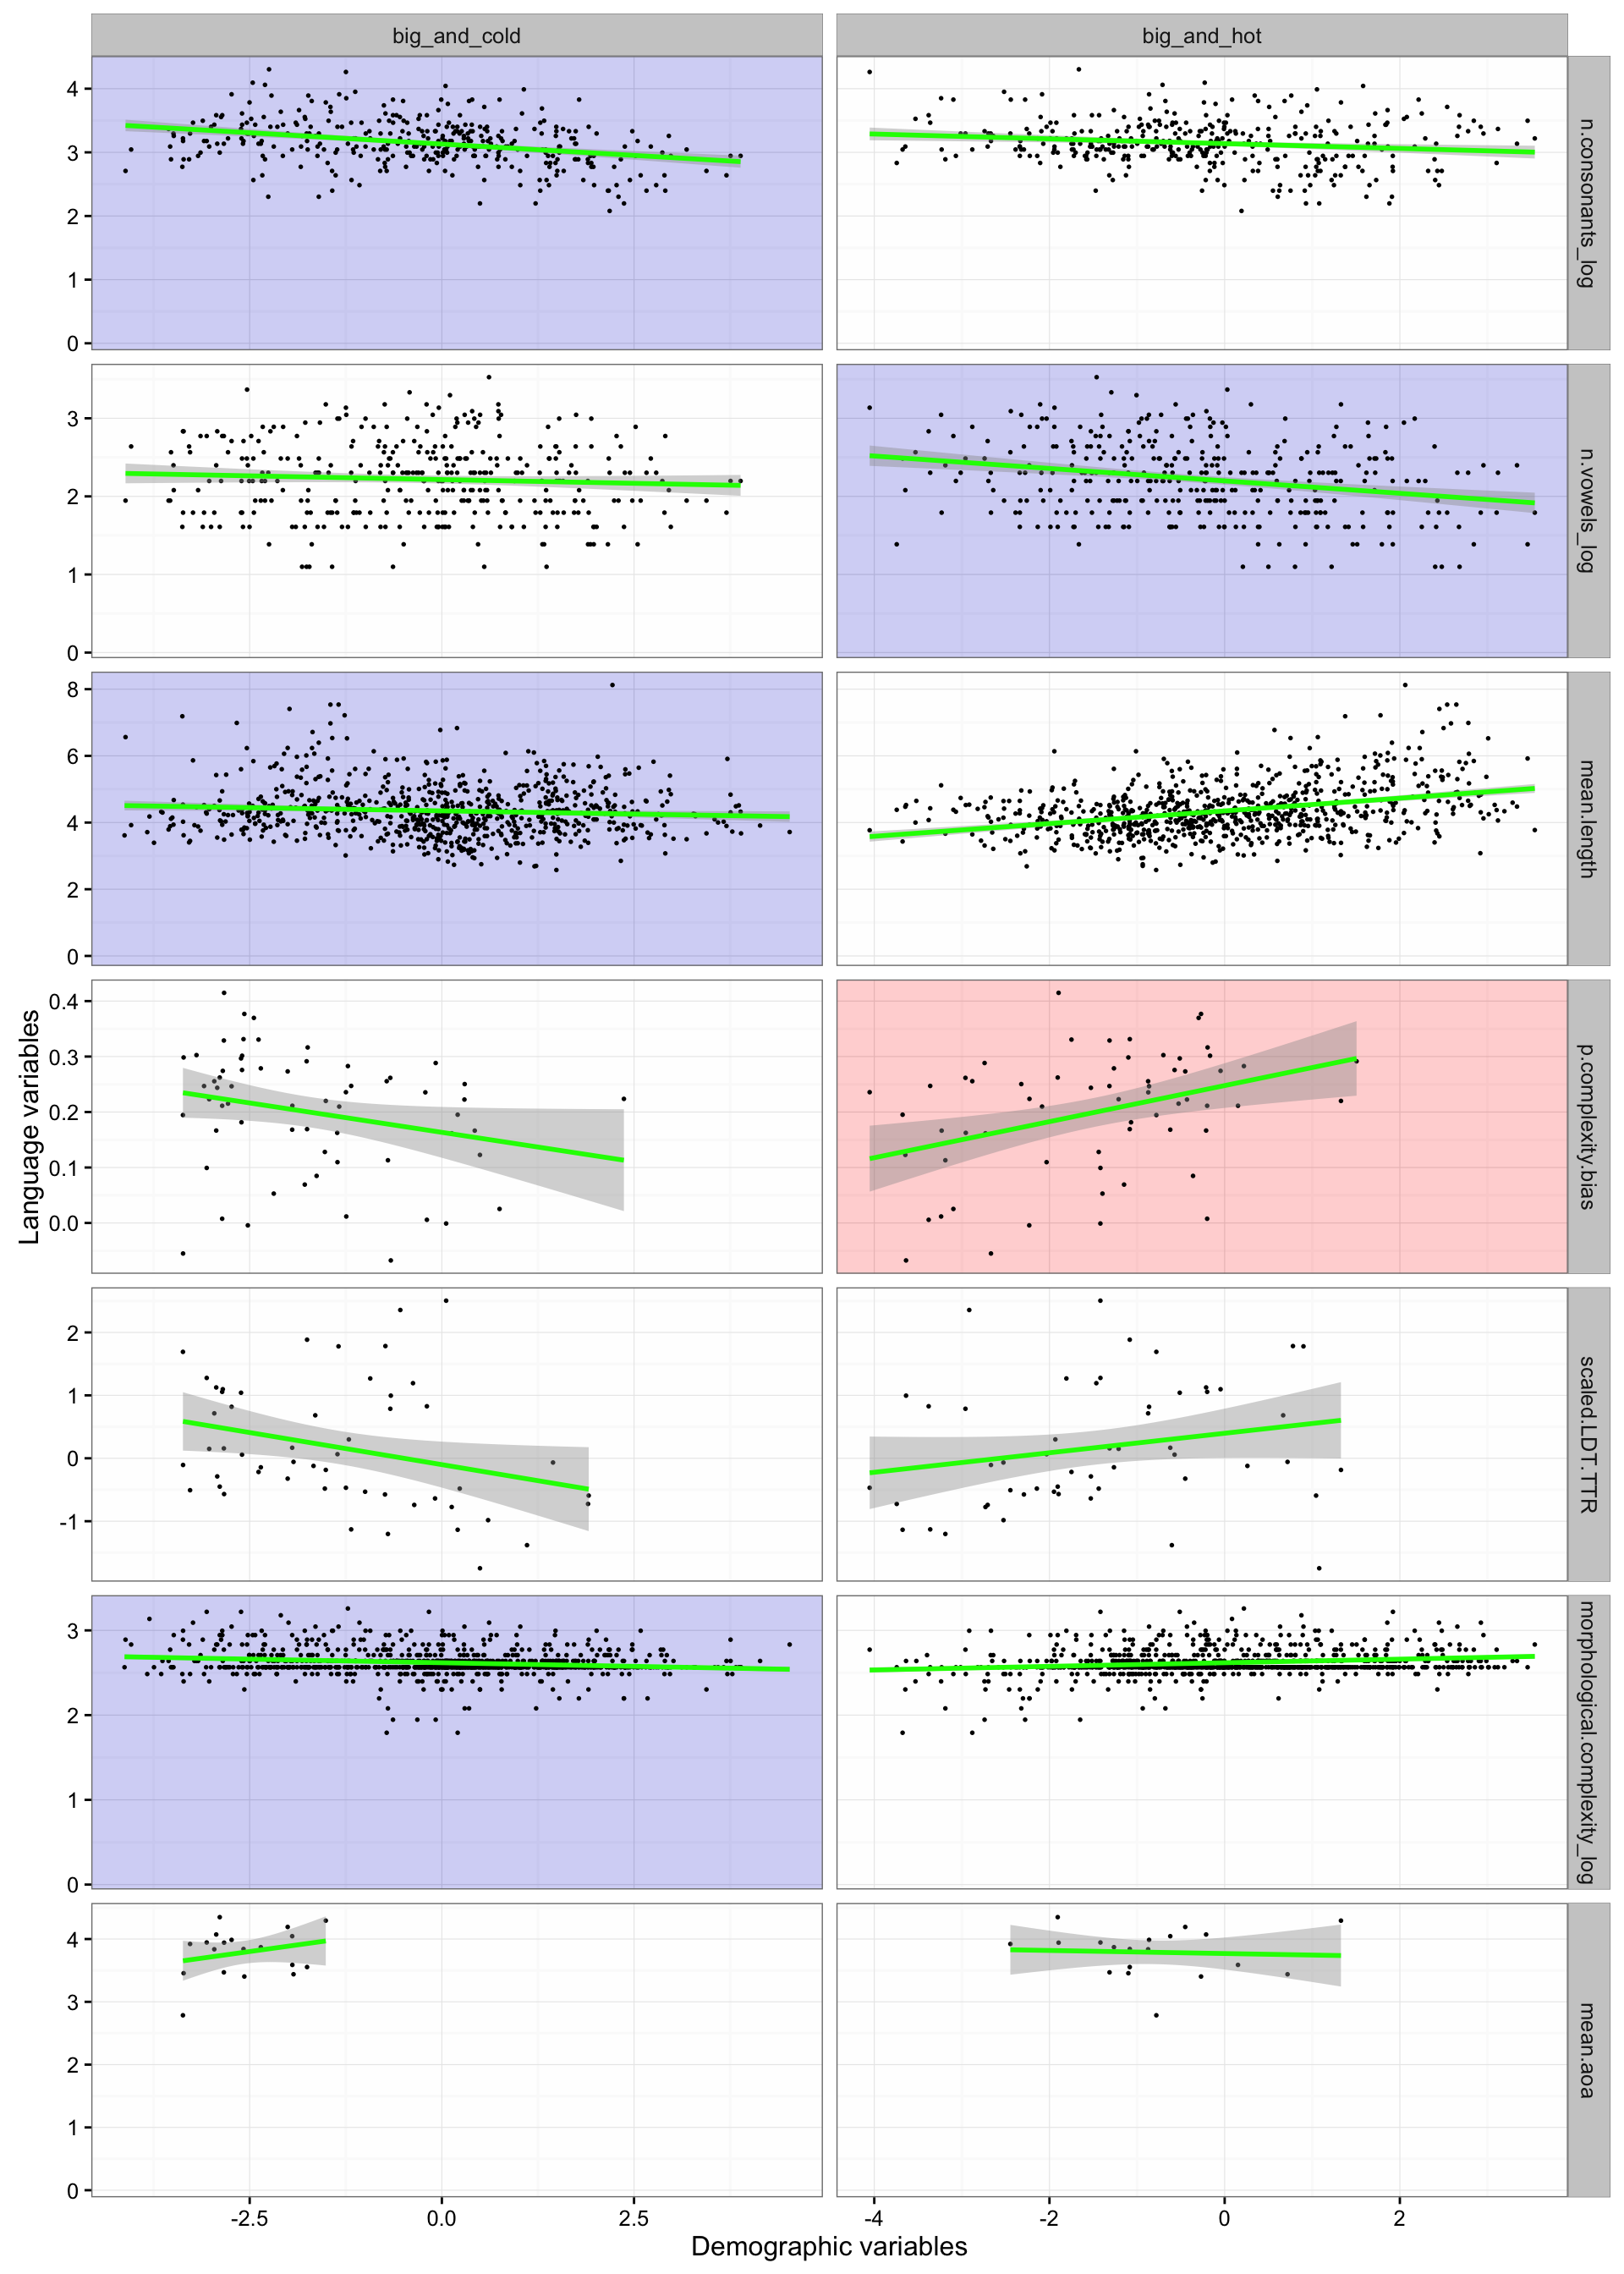 big_and_cold big_and_hot
4
3
2
1
0
n.consonants_log
3
2
1
0
n.vowels_log
8
6
4
2
0
mean.length
0.4
0.3
0.2
0.1
0.0
p.complexity.bias
2
1
0
-1
scaled.LDT.TTR
3
2
1
0
morphological.complexity_log
4
3
2
1
0
mean.aoa
Language variables
-2.5 0.0 2.5 -4 -2 0 2
Demographic variables